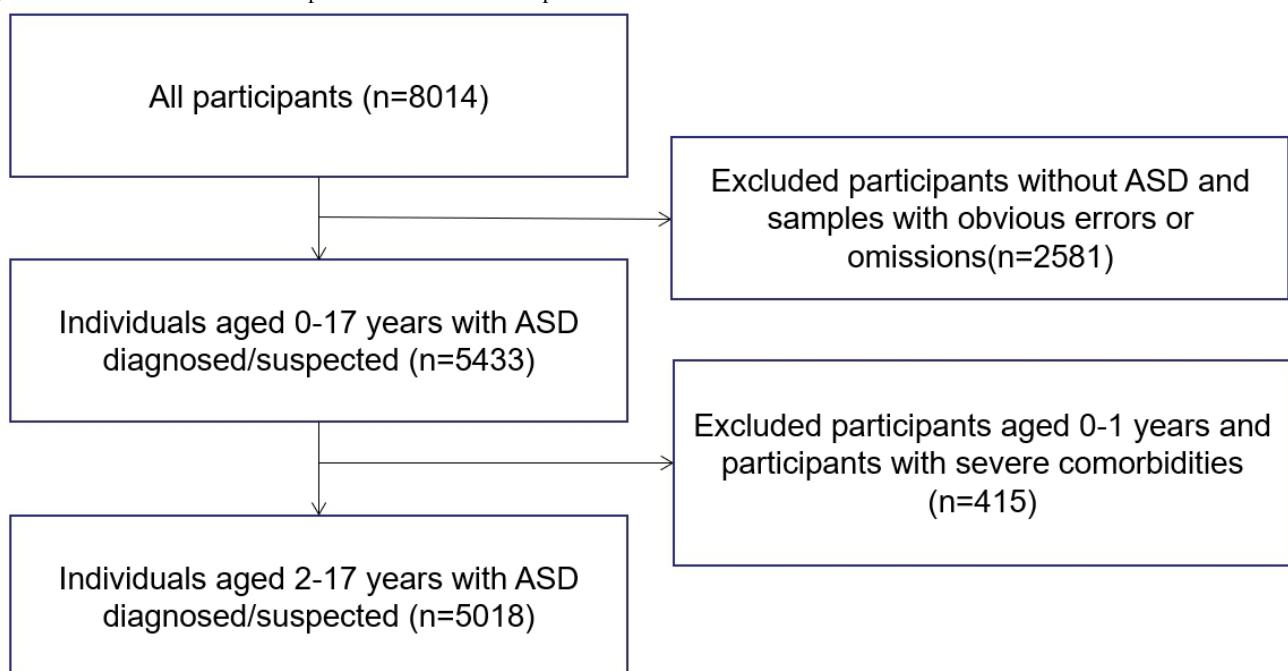 All participants (n=8014)
Excluded participants without ASD and
samples with obvious errors or
omissions(n=2581)
Individuals aged 0-17 years with ASD
diagnosed/suspected (n=5433)
Excluded participants aged 0-1 years and
participants with severe comorbidities
(n=415)
Individuals aged 2-17 years with ASD
diagnosed/suspected (n=5018)